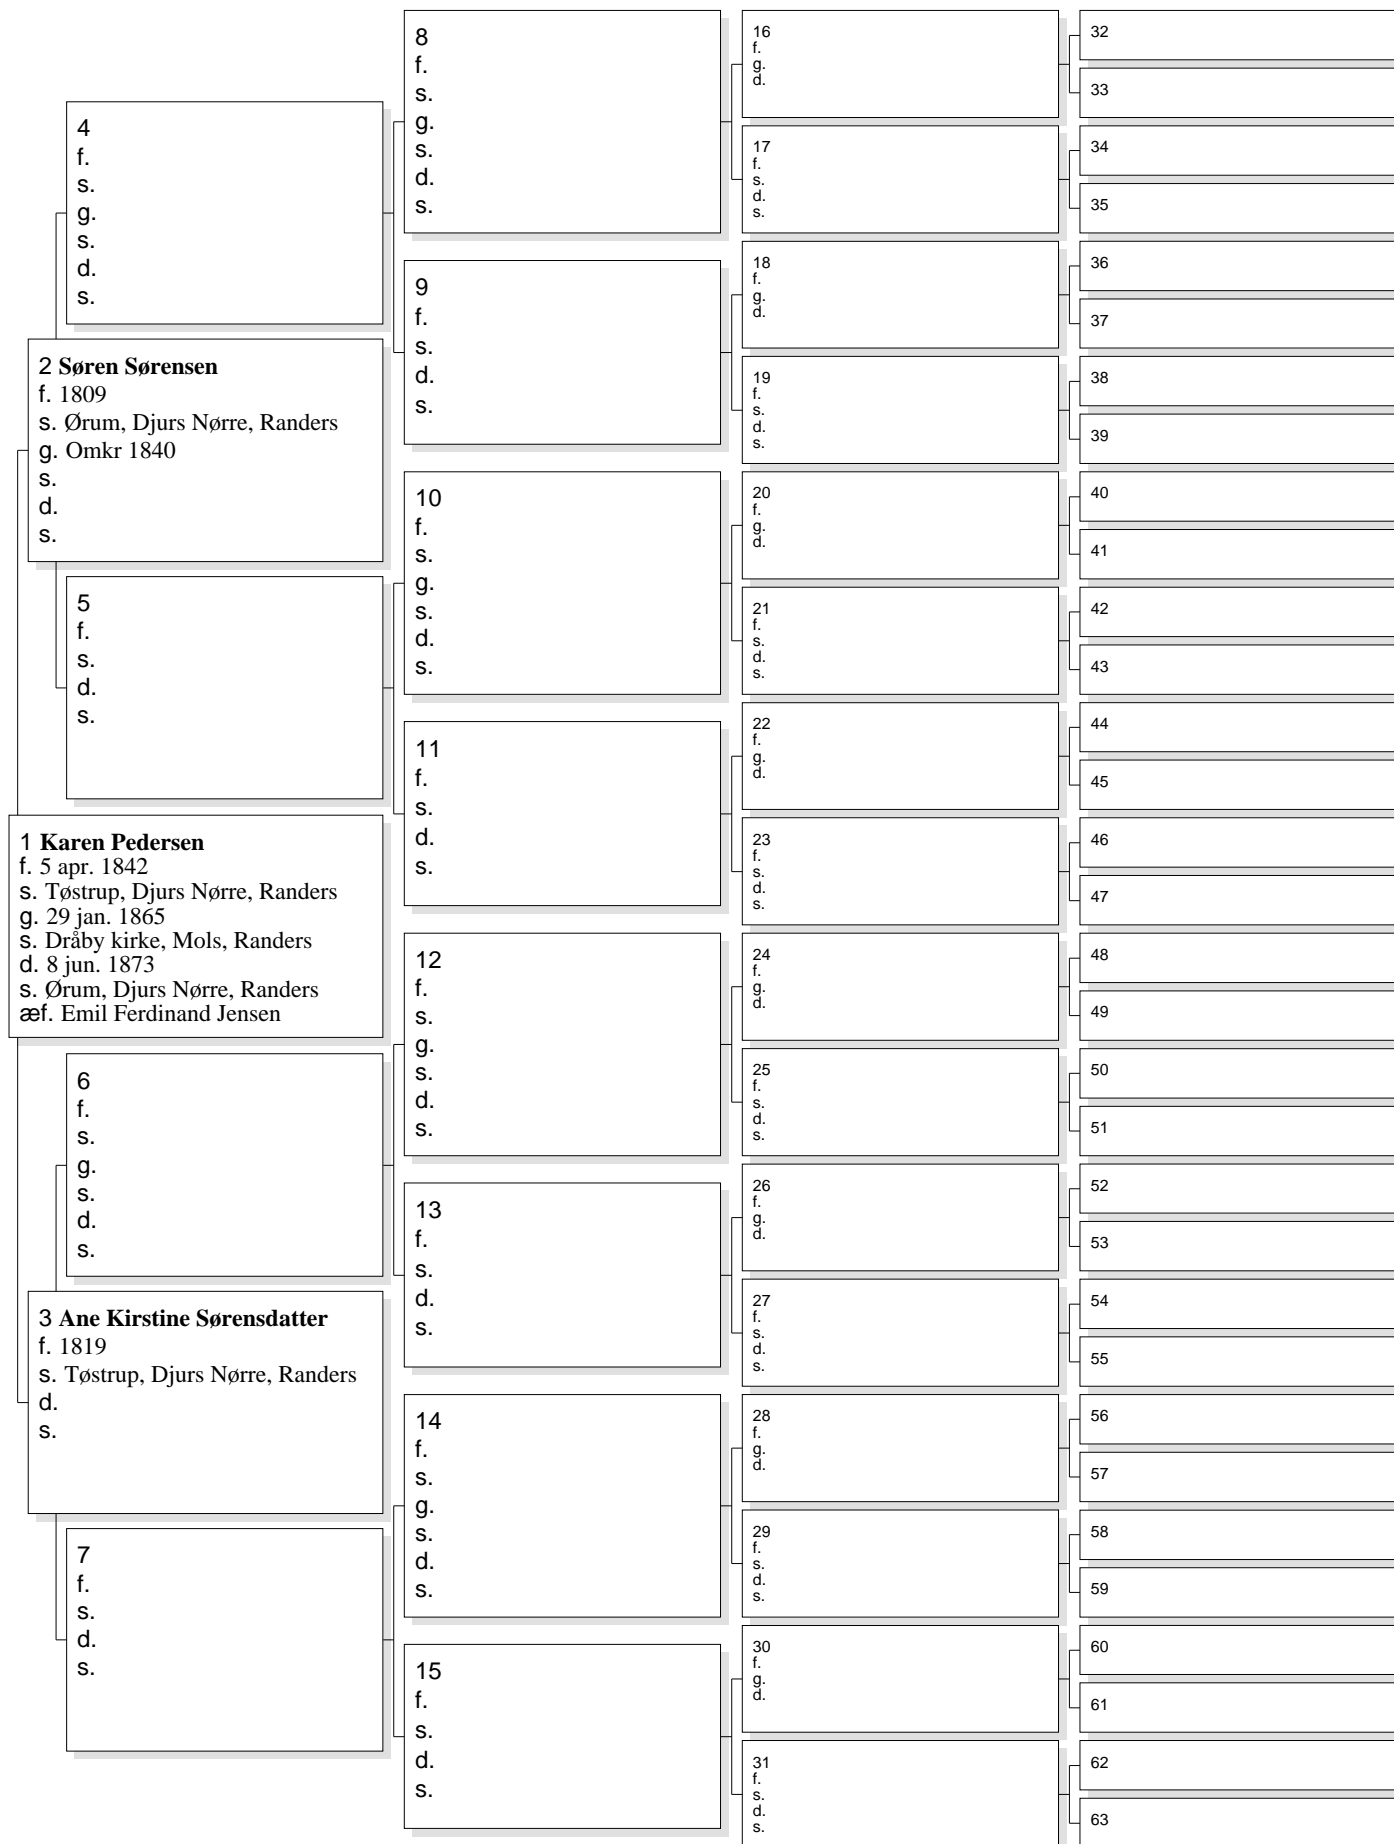 8
f.
s.
g.
s.
d.
s.
16
f.
g.
d.
32
33
4
f.
s.
g.
s.
d.
s.
17
f.
s.
d.
s.
34
35
9
f.
s.
d.
s.
18
f.
g.
d.
36
37
2 Søren Sørensen
f. 1809
s. Ørum, Djurs Nørre, Randers
g. Omkr 1840
s.
d.
s.
19
f.
s.
d.
s.
38
39
10
f.
s.
g.
s.
d.
s.
20
f.
g.
d.
40
41
5
f.
s.
d.
s.
21
f.
s.
d.
s.
42
43
11
f.
s.
d.
s.
22
f.
g.
d.
44
45
1 Karen Pedersen
f. 5 apr. 1842
s. Tøstrup, Djurs Nørre, Randers
g. 29 jan. 1865
s. Dråby kirke, Mols, Randers
d. 8 jun. 1873
s. Ørum, Djurs Nørre, Randers
æf. Emil Ferdinand Jensen
23
f.
s.
d.
s.
46
47
12
f.
s.
g.
s.
d.
s.
24
f.
g.
d.
48
49
6
f.
s.
g.
s.
d.
s.
25
f.
s.
d.
s.
50
51
13
f.
s.
d.
s.
26
f.
g.
d.
52
53
3 Ane Kirstine Sørensdatter
f. 1819
s. Tøstrup, Djurs Nørre, Randers
d.
s.
27
f.
s.
d.
s.
54
55
14
f.
s.
g.
s.
d.
s.
28
f.
g.
d.
56
57
7
f.
s.
d.
s.
29
f.
s.
d.
s.
58
59
15
f.
s.
d.
s.
30
f.
g.
d.
60
61
31
f.
s.
d.
s.
62
63